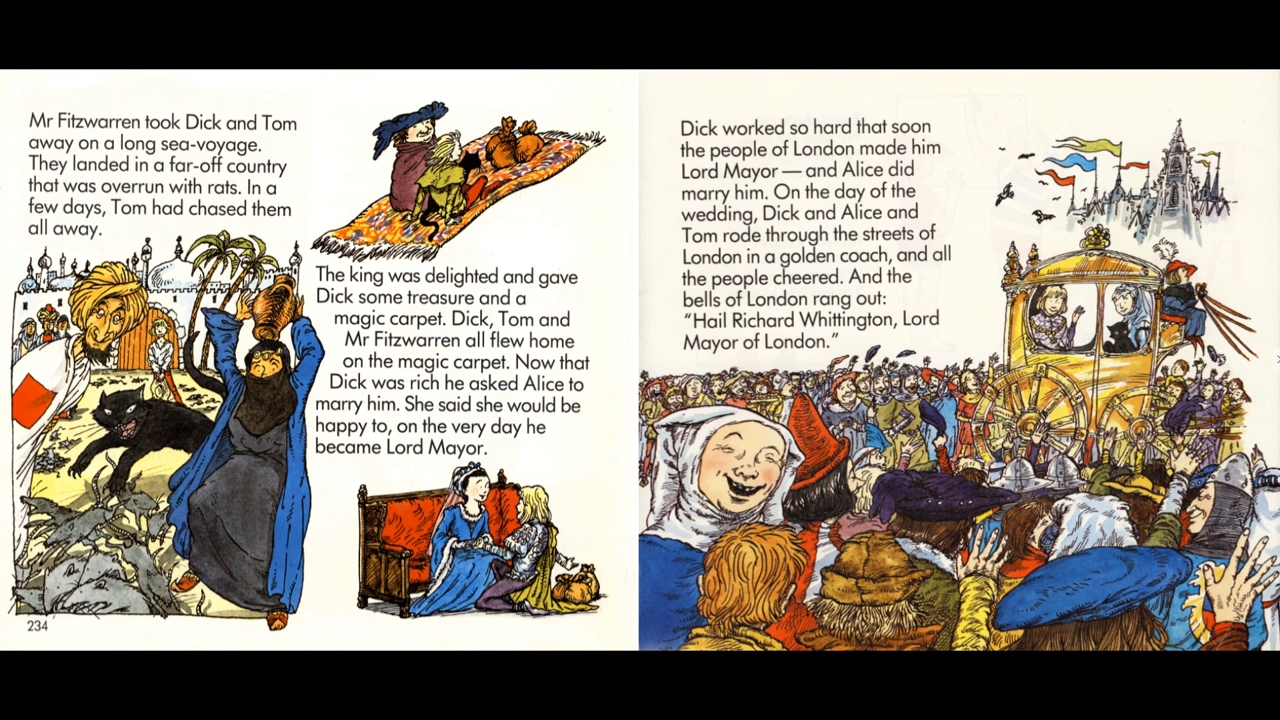 Mr Fitzwarren took Dick and Tom
away on a long sea-voyage.
They landed in a far-off country
that was overrun with rats. In a
few days, Tom had chased them
all away.
The king was delighted and gave
Dick some treasure and a
magic carpet. Dick, Tom and
Mr Fitzwarren all flew home
on the magic carpet. Now that
Dick was rich he asked Alice to
marry him. She said she would be
happy to, on the very day he
became Lord Mayor.
234
Dick worked so hard that soon
the people of London made him
Lord Mayor — and Alice did
marry him. On the day of the
wedding, Dick and Alice and
Tom rode through the streets of
London in a golden coach, and all
the people cheered. And the
bells of London rang out:
“Hail Richard Whittington, Lord
Mayor of London.”